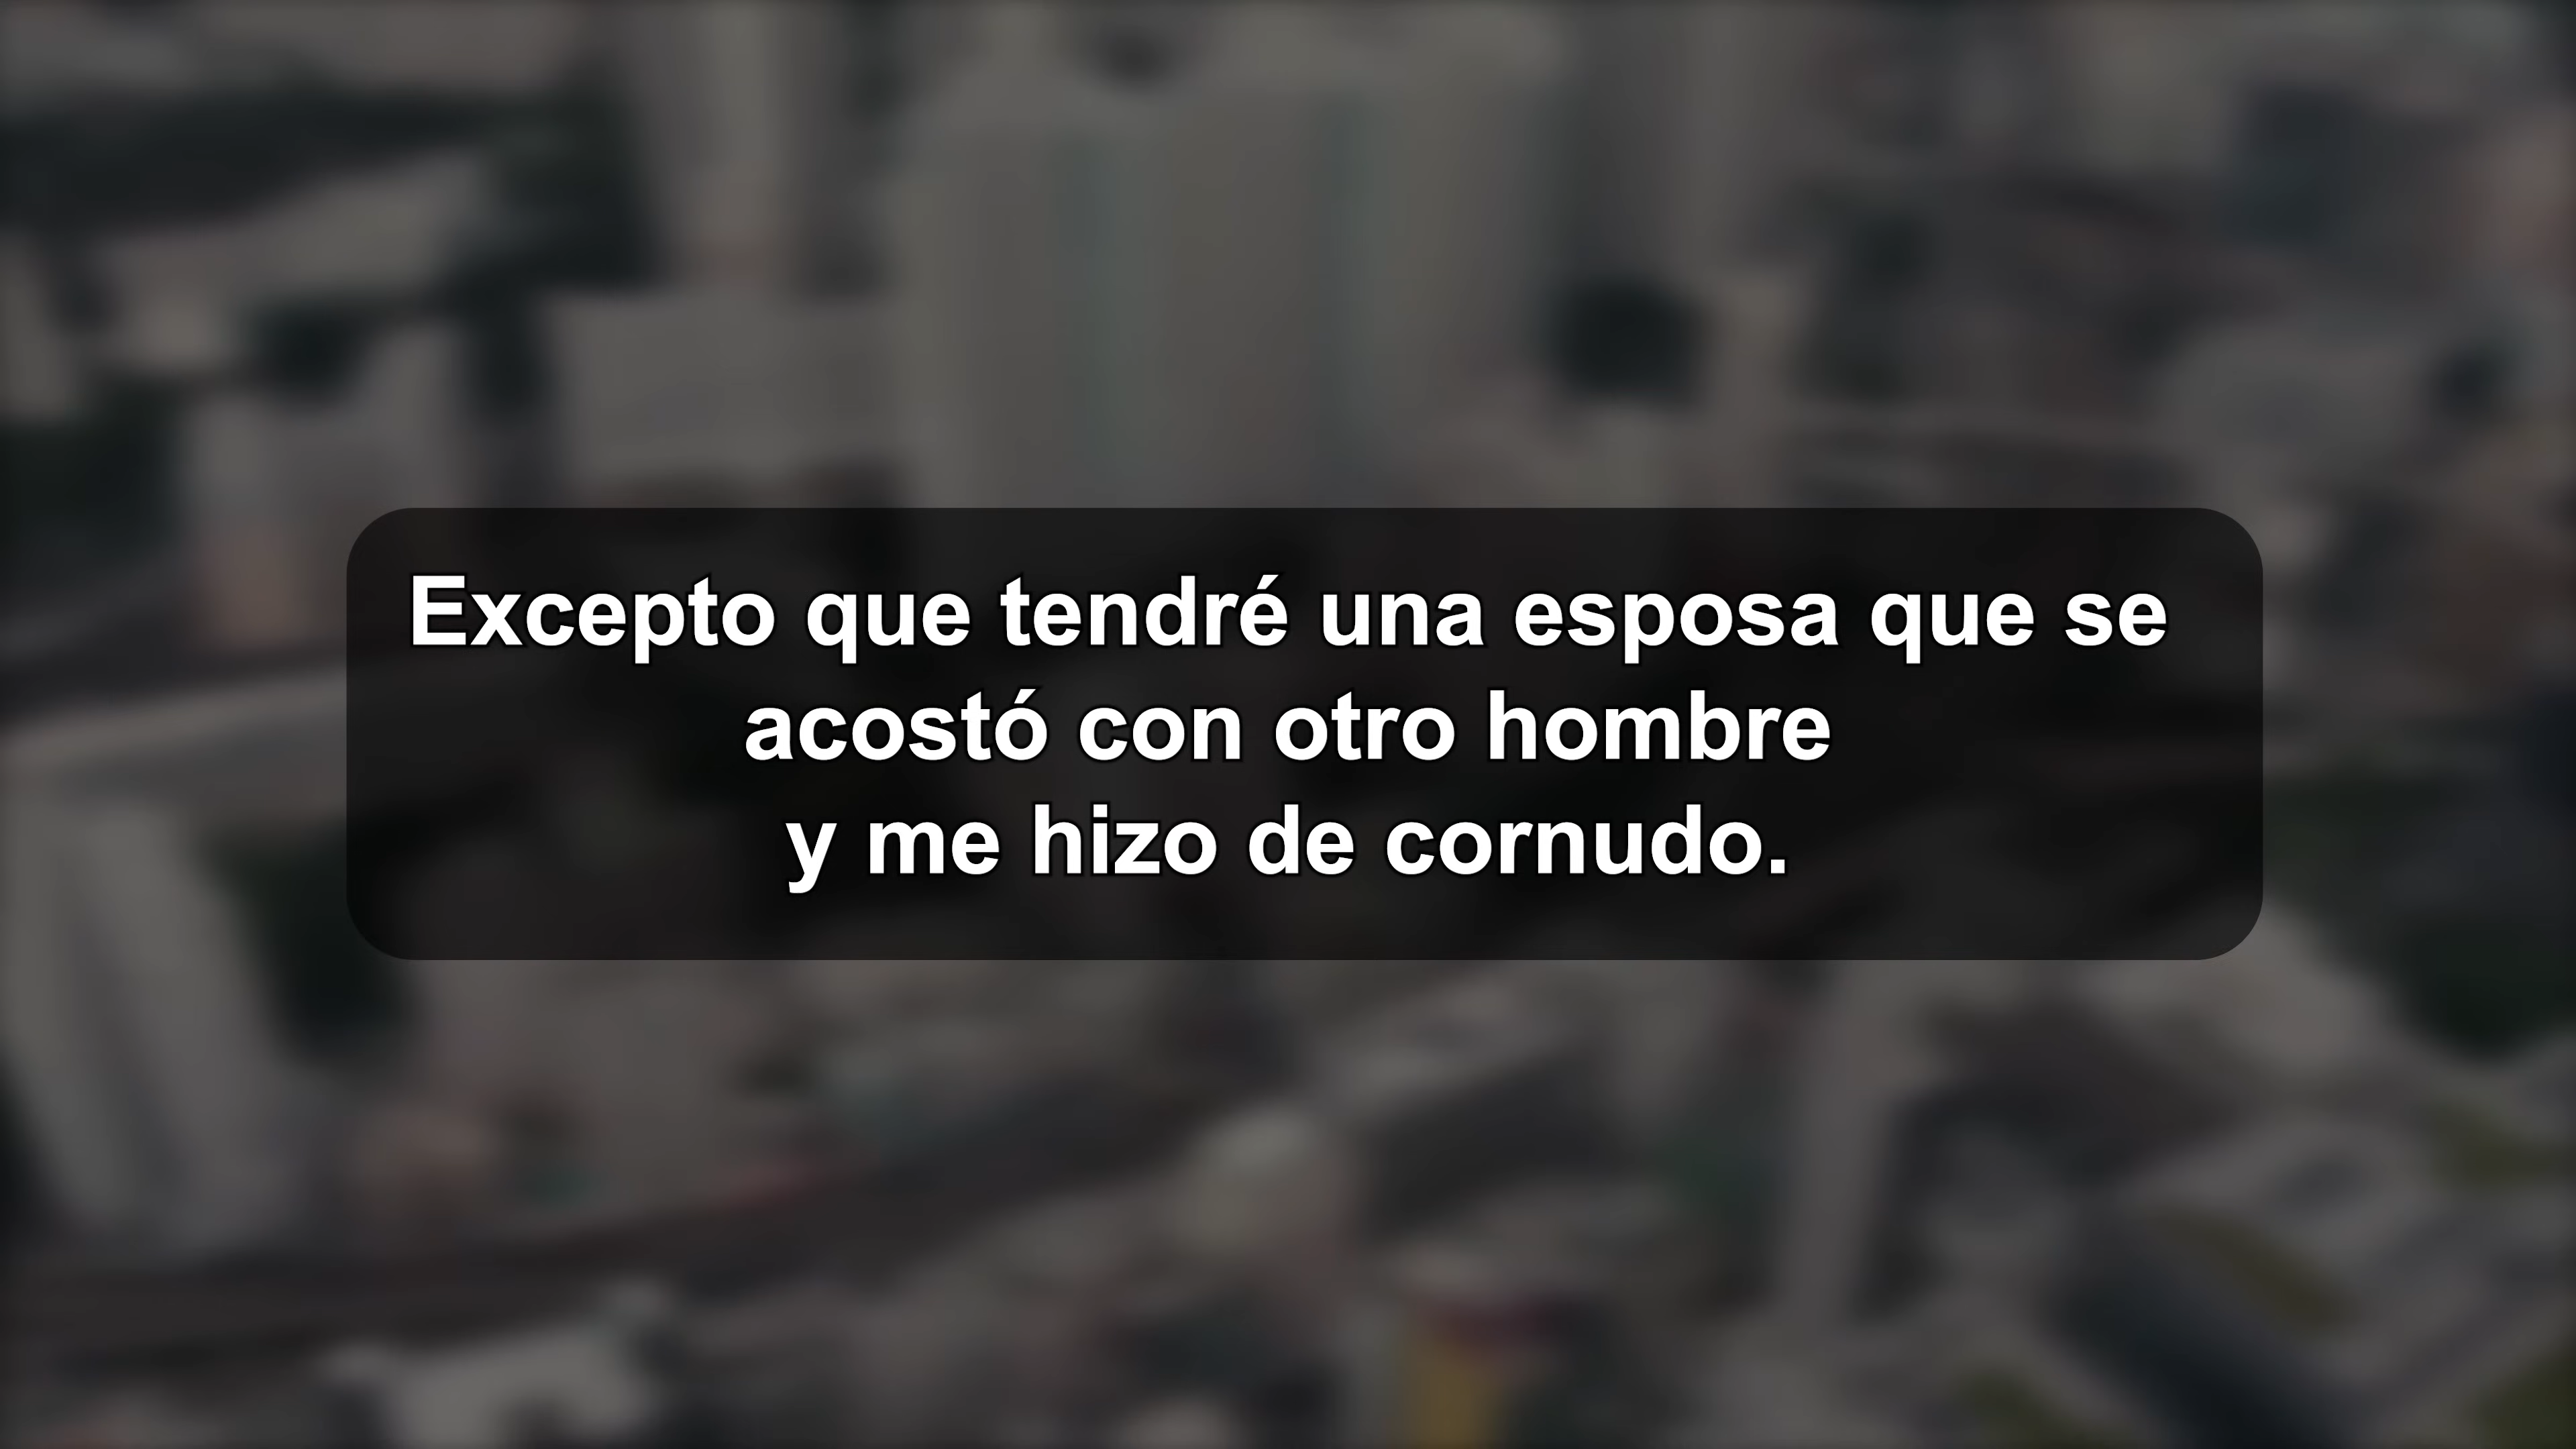 Excepto que tendré una esposa que se
acostó con otro hombre
y me hizo de cornudo.